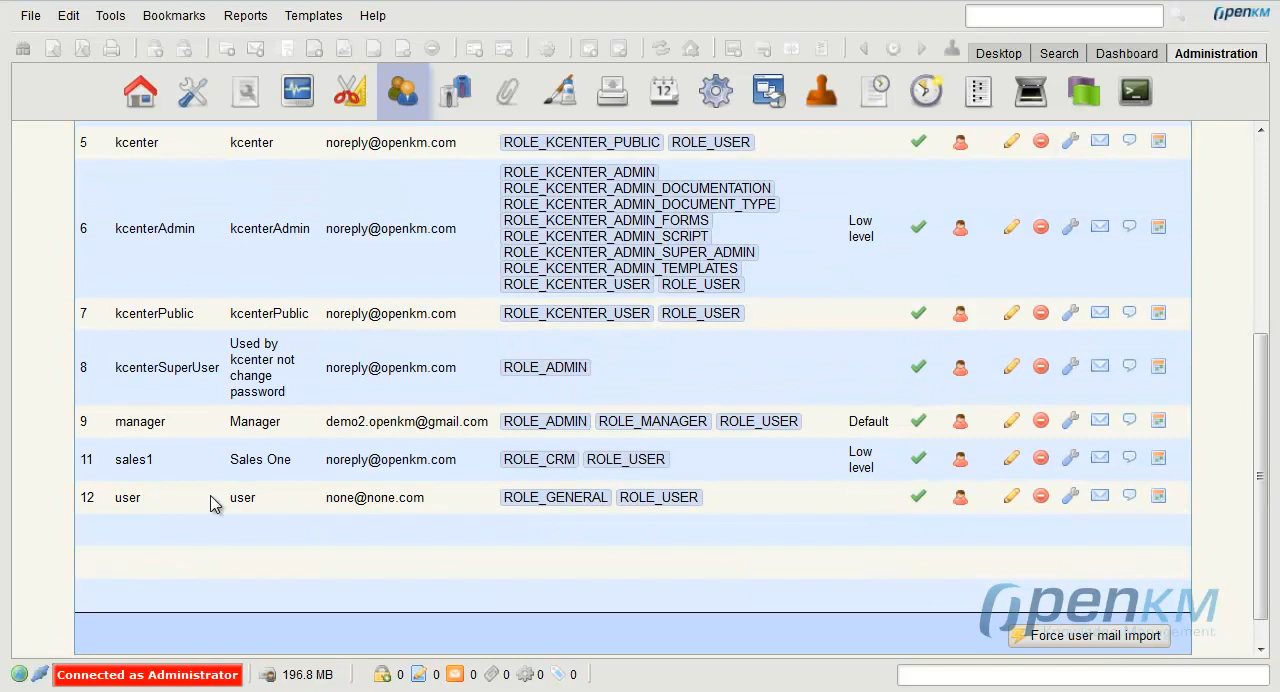 File Edit Tools Bookmarks Reports Templates Help
OPENKM
Desktop Search Dashboard Administration
12
5 kcenter kcenter noreply@openkm.com ROLE_KCENTER_PUBLIC ROLE_USER
ROLE_KCENTER_ADMIN
ROLE_KCENTER_ADMIN_DOCUMENTATION
ROLE_KCENTER_ADMIN_DOCUMENT_TYPE
ROLE_KCENTER_ADMIN_FORMS
6 kcenterAdmin kcenterAdmin noreply@openkm.com ROLE_KCENTER_ADMIN_SCRIPT Low level
ROLE_KCENTER_ADMIN_SUPER_ADMIN
ROLE_KCENTER_ADMIN_TEMPLATES
ROLE_KCENTER_USER ROLE_USER
7 kcenterPublic kcenterPublic noreply@openkm.com ROLE_KCENTER_USER ROLE_USER
8 kcenterSuperUser Used by kcenter not change password noreply@openkm.com ROLE_ADMIN
9 manager Manager demo2.openkm@gmail.com ROLE_ADMIN ROLE_MANAGER ROLE_USER Default
11 sales1 Sales One noreply@openkm.com ROLE_CRM ROLE_USER Low level
12 user user none@none.com ROLE_GENERAL ROLE_USER
OPENKM
Knowledge Management
Force user mail import
Connected as Administrator 196.8 MB 0 0 0 0 0 0